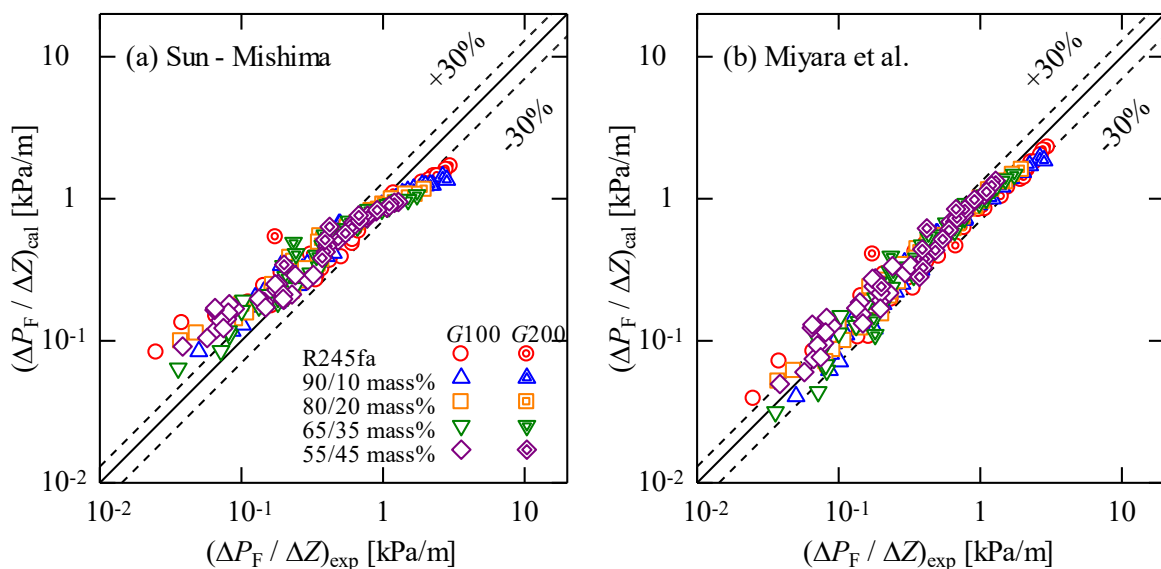 (a) Sun - Mishima
+30%
-30%
10
1
10-1
10-2
(ΔPF / ΔZ)cal [kPa/m]
G100 G200
R245fa
90/10 mass%
80/20 mass%
65/35 mass%
55/45 mass%
10-2 10-1 1 10
(ΔPF / ΔZ)exp [kPa/m]
(b) Miyara et al.
+30%
-30%
10
1
10-1
10-2
(ΔPF / ΔZ)cal [kPa/m]
10-2 10-1 1 10
(ΔPF / ΔZ)exp [kPa/m]